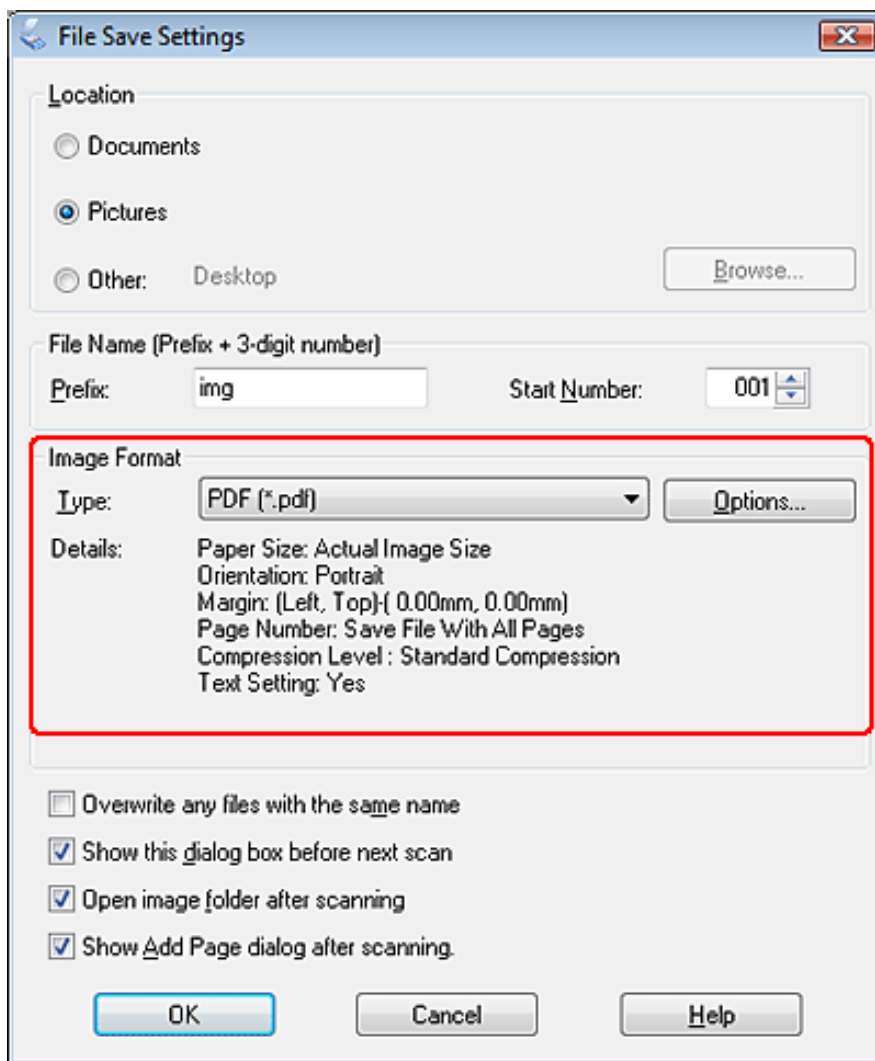 File Save Settings
Location
Documents
Pictures
Other: Desktop Browse...
File Name (Prefix + 3-digit number)
Prefix: img Start Number: 001
Image Format
Type: PDF (*.pdf) Options...
Details: Paper Size: Actual Image Size
Orientation: Portrait
Margin: (Left, Top)-( 0.00mm, 0.00mm)
Page Number: Save File With All Pages
Compression Level : Standard Compression
Text Setting: Yes
Overwrite any files with the same name
Show this dialog box before next scan
Open image folder after scanning
Show Add Page dialog after scanning.
OK Cancel Help